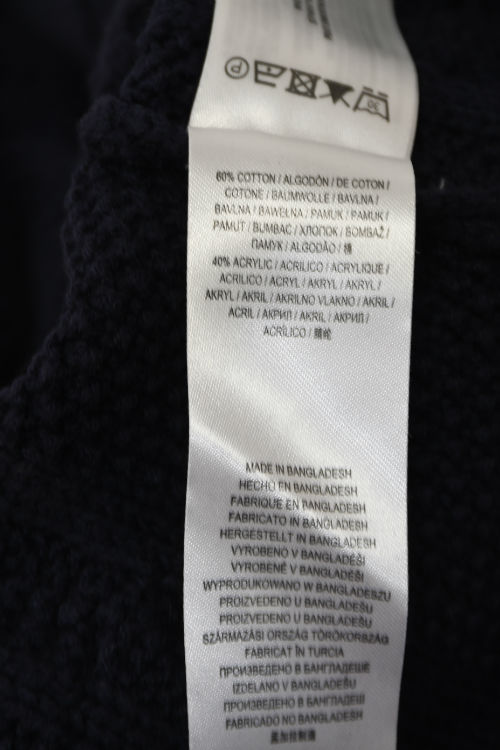 60% COTTON / ALGODÓN / DE COTON /
COTONE / BAUMWOLLE / BAVLNA /
BAVLNA / BAWEŁNA / PAMUK / PAMUK /
PAMUT / BUMBAC / ХЛОПОК / BOMBAŽ /
ПАМУК / ALGODÃO / 棉
40% ACRYLIC / ACRILICO / ACRYLIQUE /
ACRILICO / ACRYL / AKRYL / AKRYL /
AKRYL / AKRIL / AKRILNO VLAKNO / AKRIL /
ACRIL / АКРИЛ / AKRIL / АКРИЛ /
ACRÍLICO / 腈纶
MADE IN BANGLADESH
HECHO EN BANGLADESH
FABRIQUE EN BANGLADESH
FABRICATO IN BANGLADESH
HERGESTELLT IN BANGLADESH
VYROBENO V BANGLADÉŠI
VYROBENÉ V BANGLADÉŠI
WYPRODUKOWANO W BANGLADESZU
PROIZVEDENO U BANGLADEŠU
PROIZVEDENO U BANGLADEŠU
SZÁRMAZÁSI ORSZÁG TÖRÖKORSZÁG
FABRICAT ÎN TURCIA
ПРОИЗВЕДЕНО В БАНГЛАДЕШЕ
IZDELANO V BANGLADEŠU
ПРОИЗВЕДЕНО В БАНГЛАДЕШ
FABRICADO NO BANGLADESH
孟加拉制造
30
P